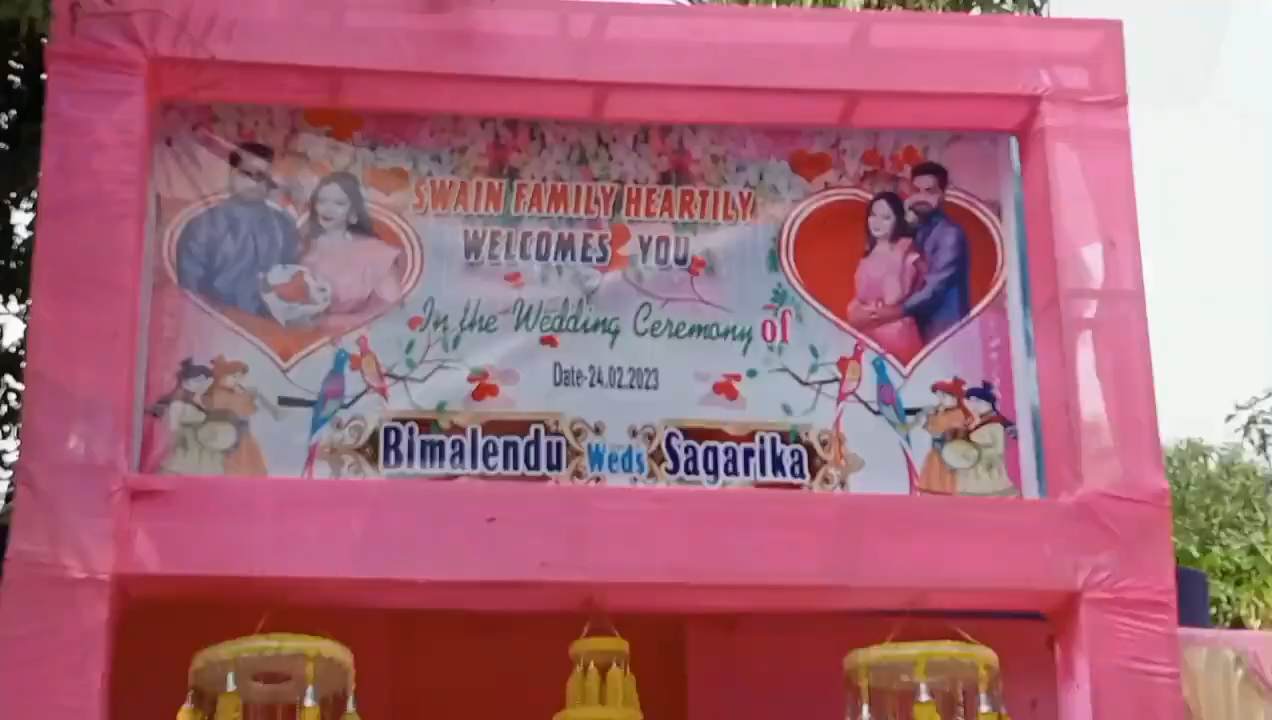 SWAIN FAMILY HEARTILY
WELCOMES YOU
In the Wedding Ceremony of
Date-24.02.2023
Bimalendu Weds Sagarika